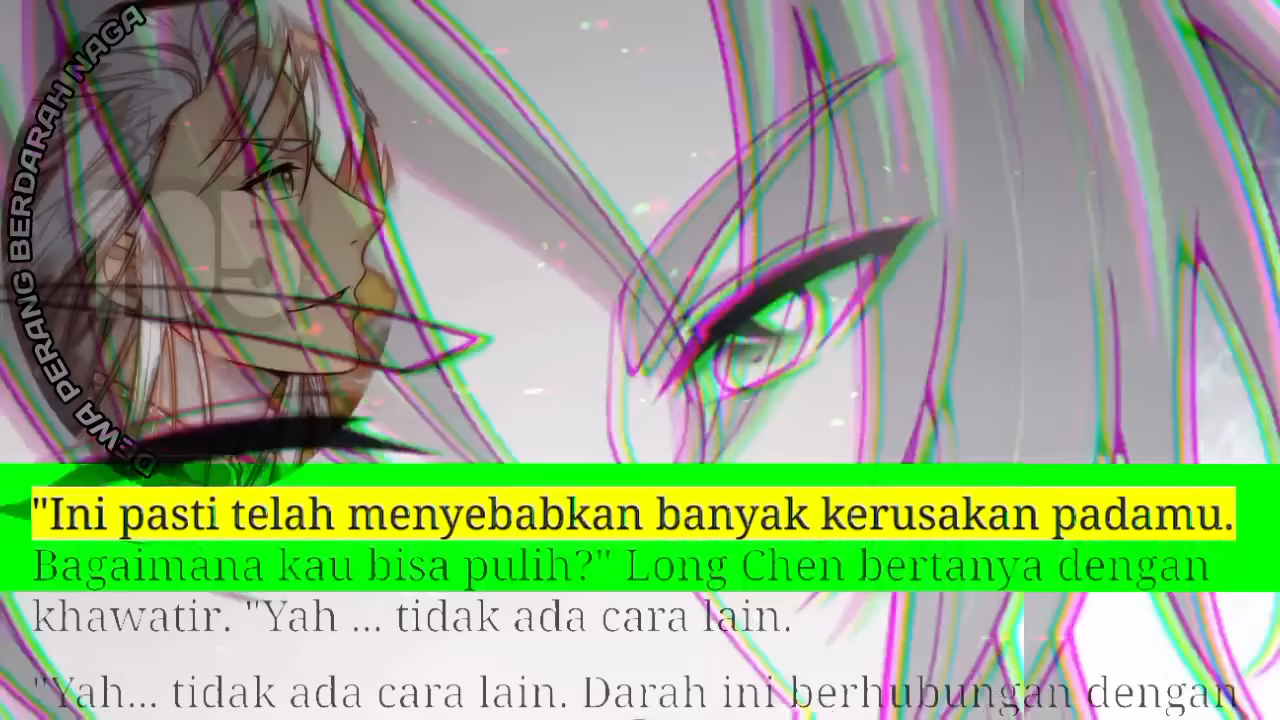 DEWA PERANG BERDARAH NAGA
105
"Ini pasti telah menyebabkan banyak kerusakan padamu.
Bagaimana kau bisa pulih?" Long Chen bertanya dengan
khawatir. "Yah ... tidak ada cara lain.
"Yah... tidak ada cara lain. Darah ini berhubungan dengan